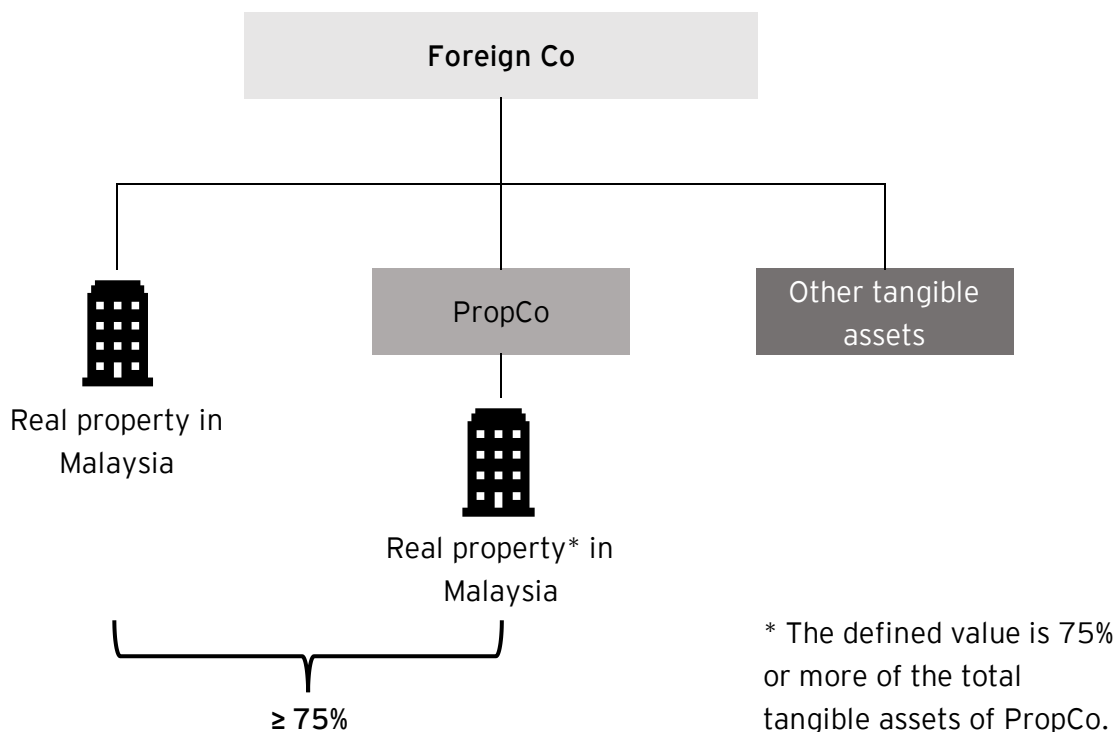 Foreign Co
PropCo
Other tangible
assets
Real property in
Malaysia
Real property* in
Malaysia
≥ 75%
* The defined value is 75%
or more of the total
tangible assets of PropCo.